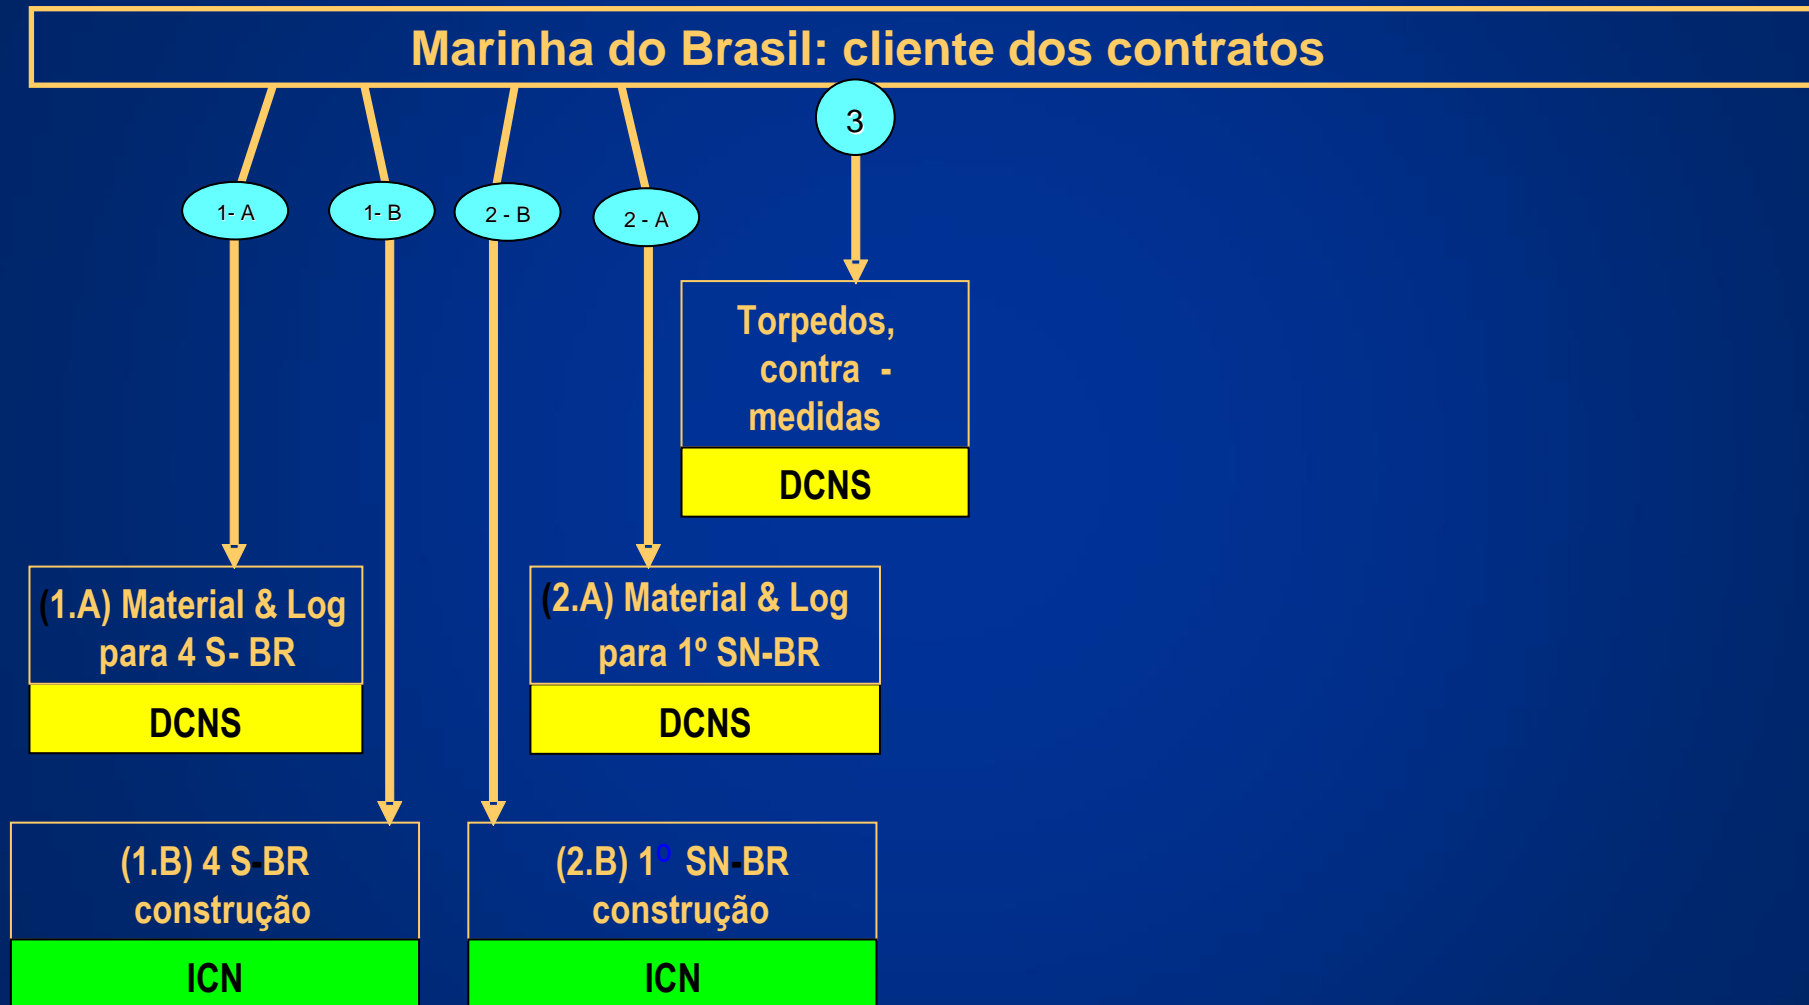 Marinha do Brasil: cliente dos contratos
3
1- A
1- B
2 - B
2 - A
Torpedos,
contra -
medidas
DCNS
(1.A) Material & Log
para 4 S- BR
DCNS
(2.A) Material & Log
para 1º SN-BR
DCNS
(1.B) 4 S-BR
construção
ICN
(2.B) 1º SN-BR
construção
ICN